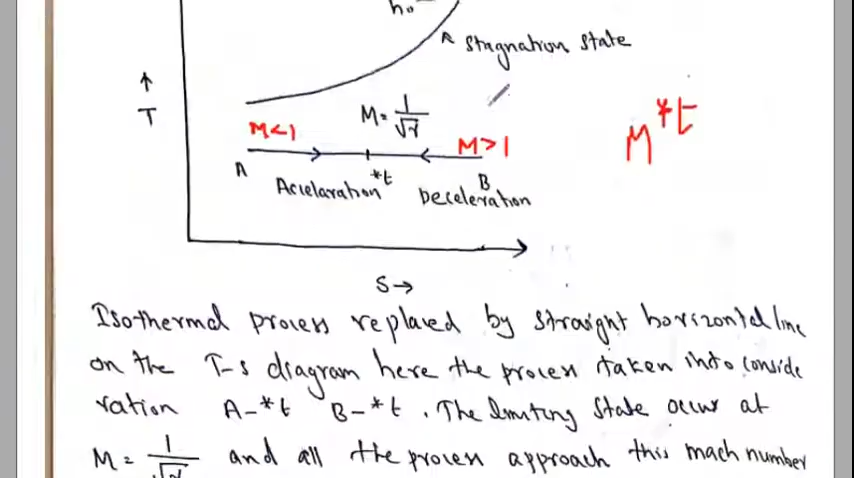 h₀
Stagnation state
↑
T
M = 1/√γ
M<1
M>1
M*t
A
*t
B
Accelaration
Deceleration
S→
Isothermal process replaced by straight horizontal line
on the T-s diagram here the process taken into conside
ration A-*t B-*t. The limiting state occur at
M = 1/√γ and all the process approach this mach number